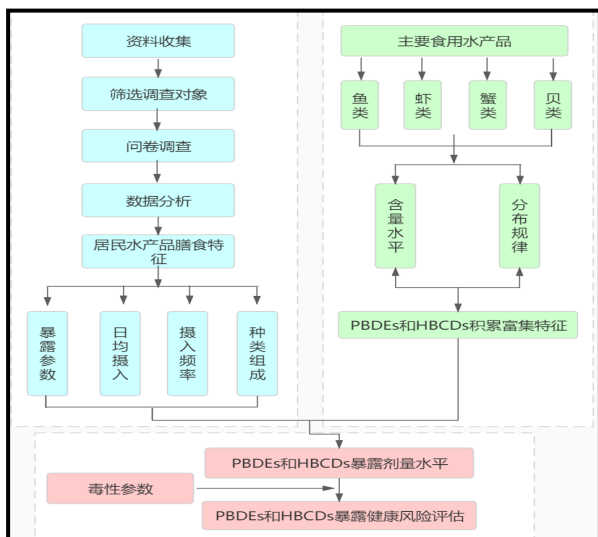 资料收集
筛选调查对象
问卷调查
数据分析
居民水产品膳食特
征
暴露参数
日均摄入
摄入频率
种类组成
主要食用水产品
鱼类
虾类
蟹类
贝类
含量水平
分布规律
PBDEs和HBCDs积累富集特征
PBDEs和HBCDs暴露剂量水平
毒性参数
PBDEs和HBCDs暴露健康风险评估